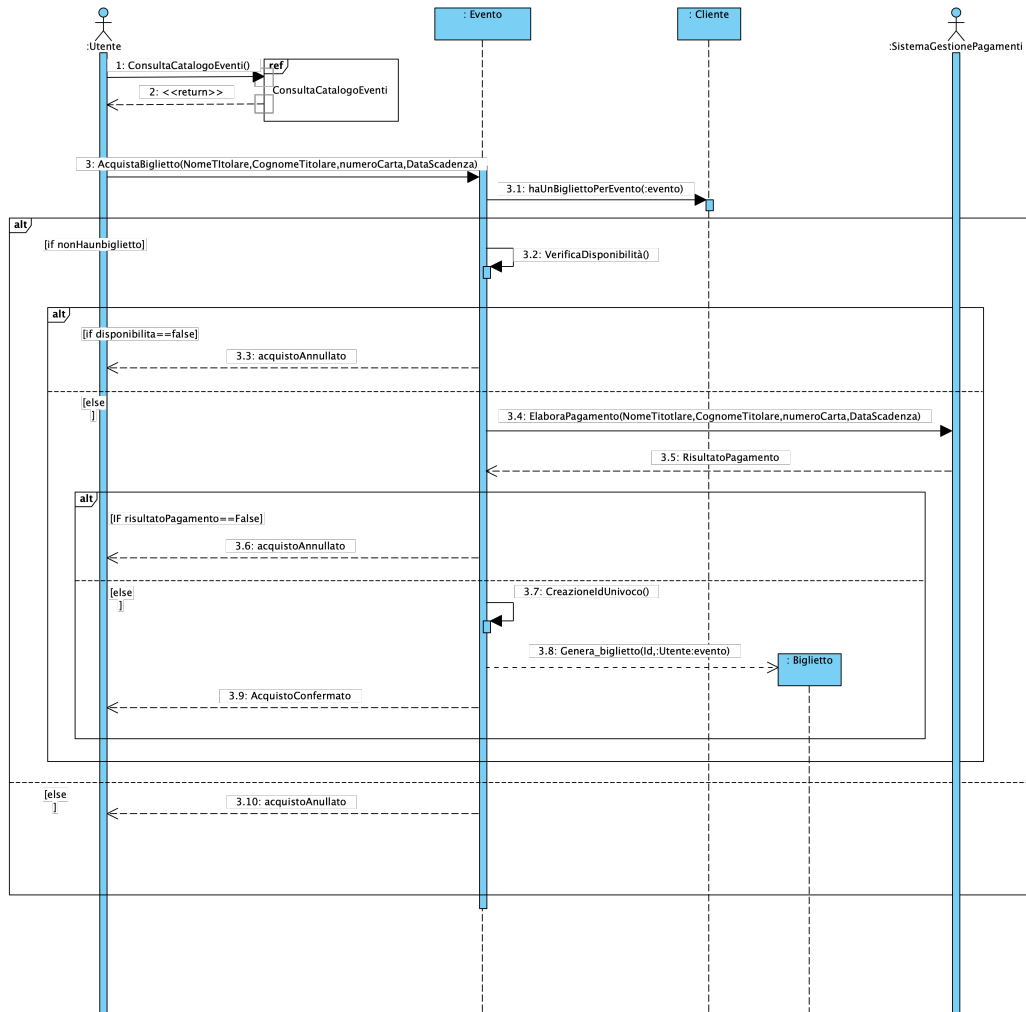 : Evento
: Cliente
:Utente
:SistemaGestionePagamenti
1: ConsultaCatalogoEventi()
ref
ConsultaCatalogoEventi
2: <<return>>
3: AcquistaBiglietto(NomeTItolare,CognomeTitolare,numeroCarta,DataScadenza)
3.1: haUnBigliettoPerEvento(:evento)
alt
[if nonHaunbiglietto]
3.2: VerificaDisponibilità()
alt
[if disponibilita==false]
3.3: acquistoAnnullato
[else
]
3.4: ElaboraPagamento(NomeTitotlare,CognomeTitolare,numeroCarta,DataScadenza)
3.5: RisultatoPagamento
alt
[IF risultatoPagamento==False]
3.6: acquistoAnnullato
[else
]
3.7: CreazioneIdUnivoco()
3.8: Genera_biglietto(Id,:Utente:evento)
: Biglietto
3.9: AcquistoConfermato
[else
]
3.10: acquistoAnullato